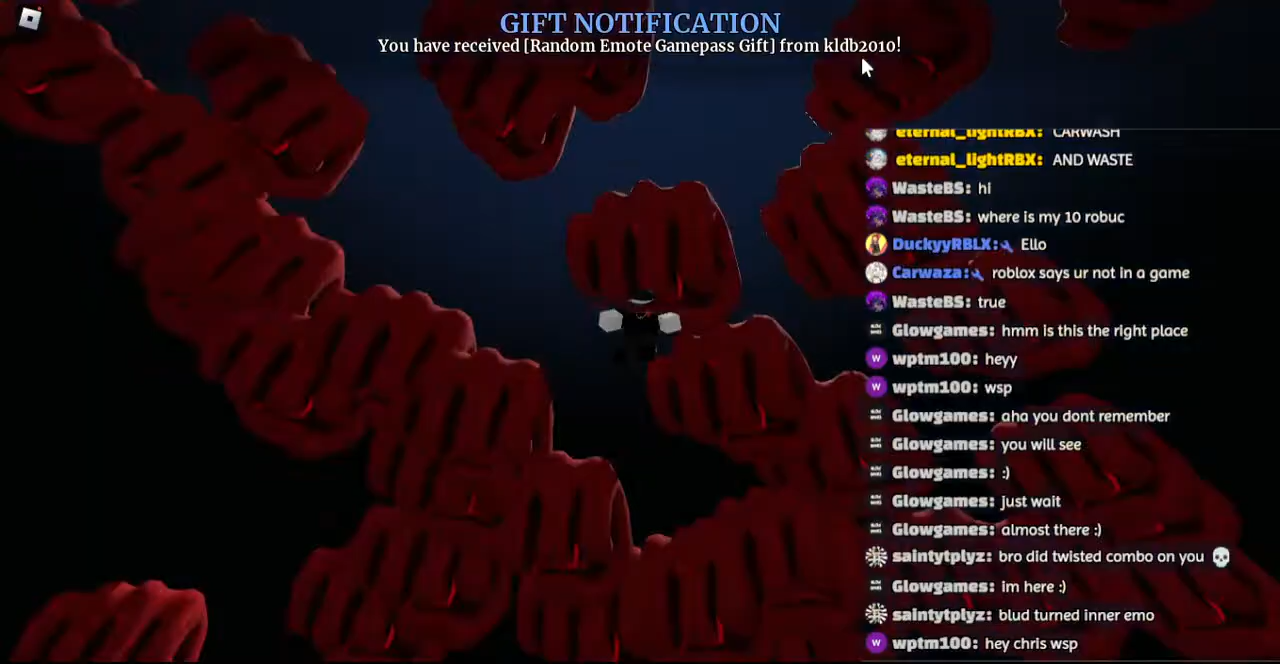 GIFT NOTIFICATION
You have received [Random Emote Gamepass Gift] from kldb2010!
eternal_lightRBX: CARWASH
eternal_lightRBX: AND WASTE
WasteBS: hi
WasteBS: where is my 10 robuc
DuckyyRBLX: Ello
Carwaza: roblox says ur not in a game
WasteBS: true
Glowgames: hmm is this the right place
W wptm100: heyy
W wptm100: wsp
Glowgames: aha you dont remember
Glowgames: you will see
Glowgames: :)
Glowgames: just wait
Glowgames: almost there :)
saintytplyz: bro did twisted combo on you 💀
Glowgames: im here :)
saintytplyz: blud turned inner emo
W wptm100: hey chris wsp